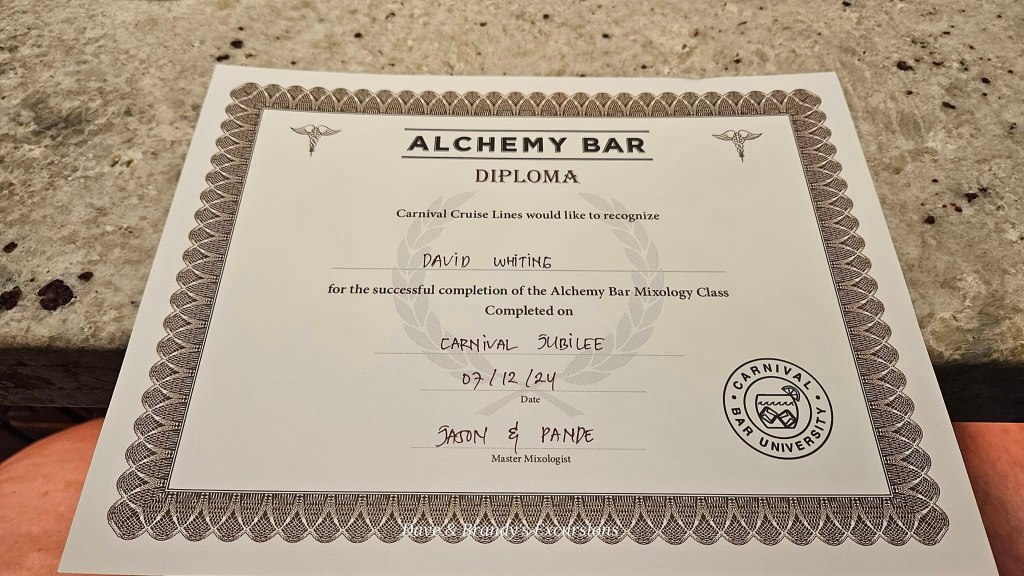 ALCHEMY BAR
DIPLOMA
Carnival Cruise Lines would like to recognize
DAVID WHITING
for the successful completion of the Alchemy Bar Mixology Class
Completed on
CARNIVAL JUBILEE
07/12/24
Date
JASON & PANDE
Master Mixologist
CARNIVAL
BAR UNIVERSITY
Dave & Brandy's Excursions